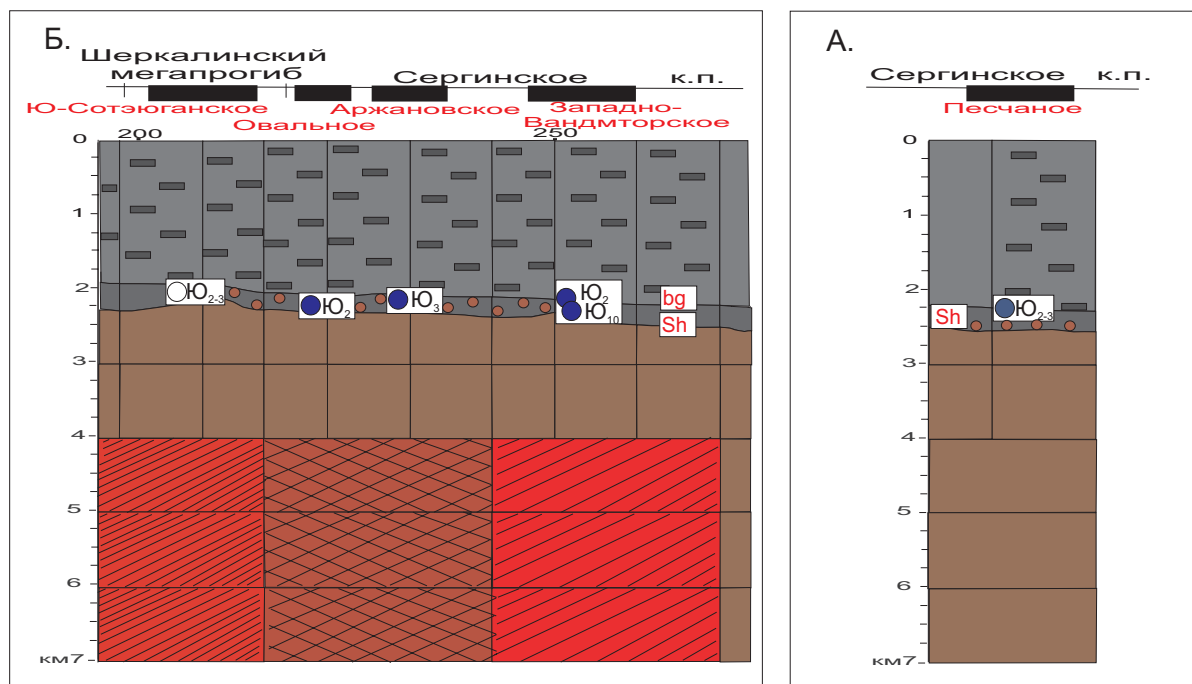 Б.
Шеркалинский
мегапрогиб
Сергинское к.п.
Ю-Сотэюганское Аржановское Западно-
Овальное Вандмторское
200 250
0
1
2
Ю2-3
Ю2
Ю3
Ю2
Ю10
bg
Sh
3
4
5
6
км7
А.
Сергинское к.п.
Песчаное
0
1
2
Sh
Ю2-3
3
4
5
6
км7